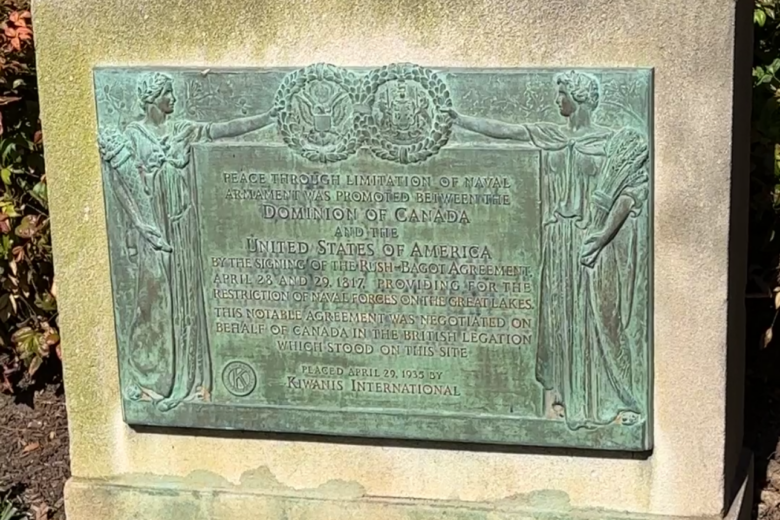 PEACE THROUGH LIMITATION OF NAVAL
ARMAMENT WAS PROMOTED BETWEEN THE
DOMINION OF CANADA
AND THE
UNITED STATES OF AMERICA
BY THE SIGNING OF THE RUSH-BAGOT AGREEMENT,
APRIL 28 AND 29, 1817, PROVIDING FOR THE
RESTRICTION OF NAVAL FORCES ON THE GREAT LAKES.
THIS NOTABLE AGREEMENT WAS NEGOTIATED ON
BEHALF OF CANADA IN THE BRITISH LEGATION
WHICH STOOD ON THIS SITE
PLACED APRIL 29, 1935 BY
KIWANIS INTERNATIONAL
K